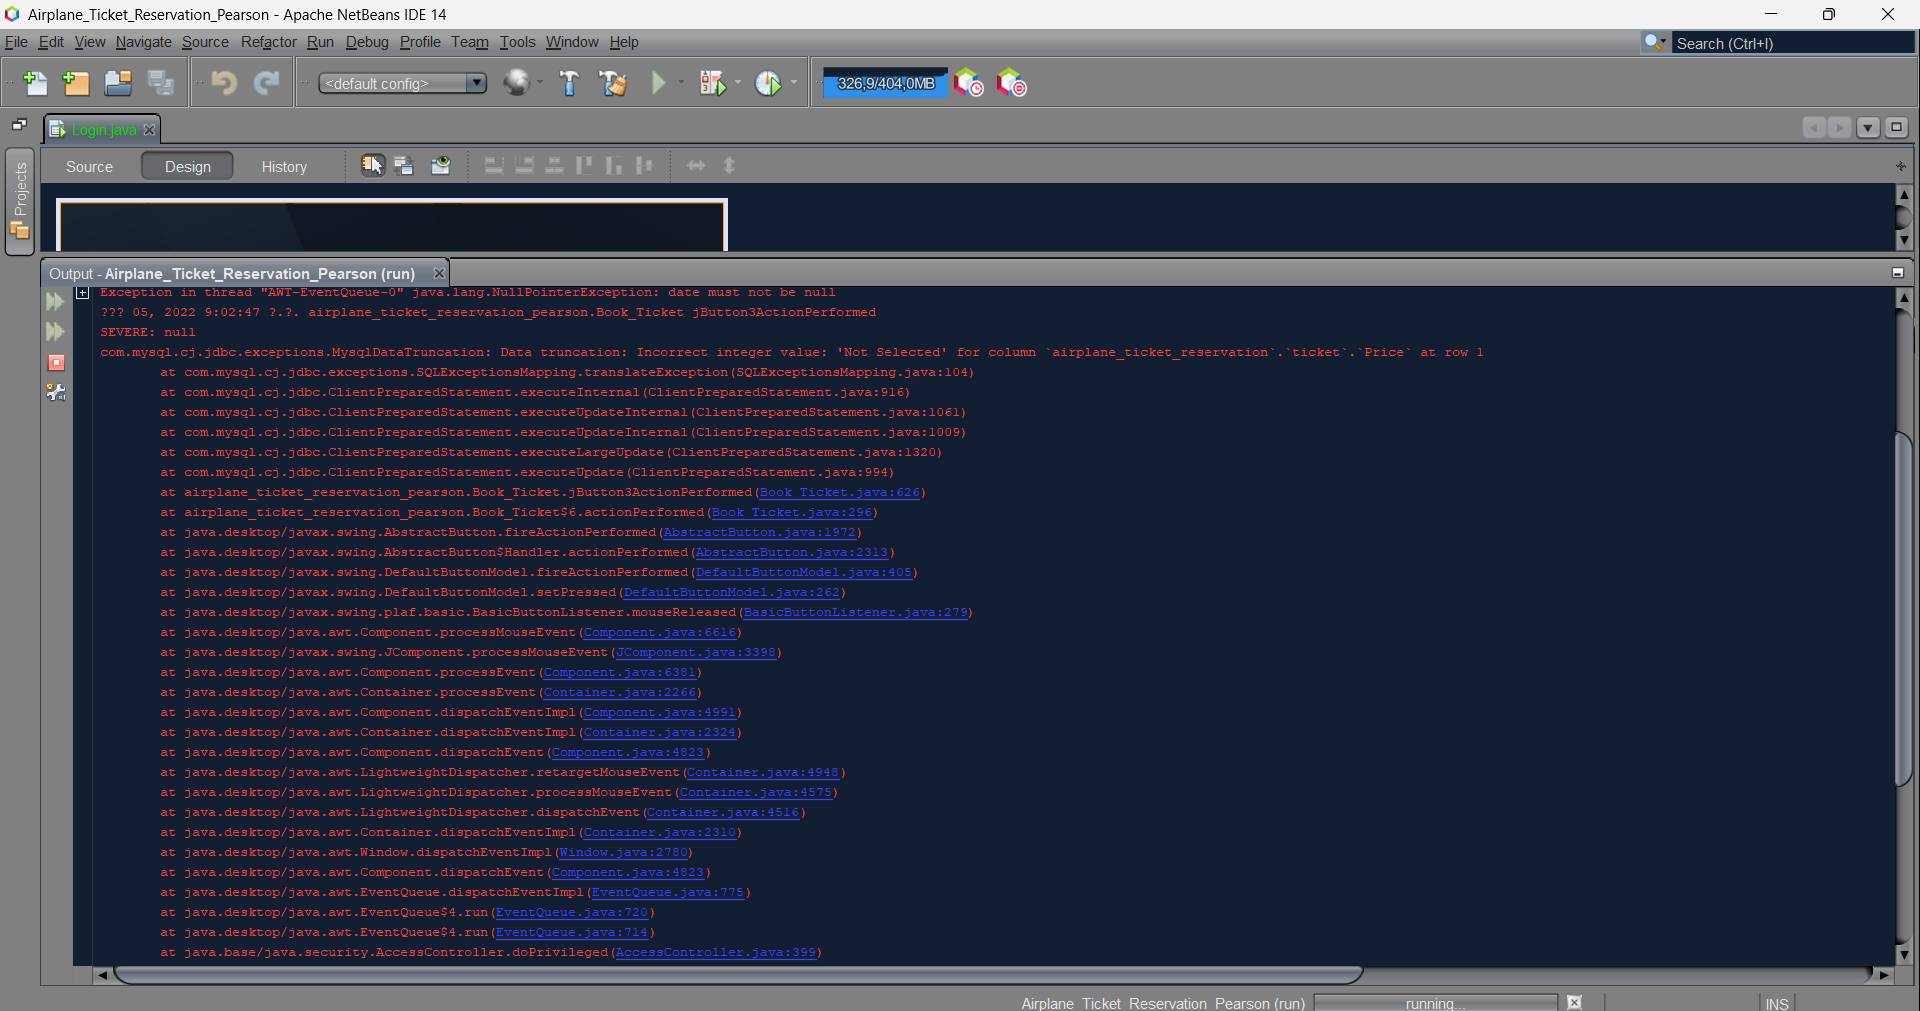 Airplane_Ticket_Reservation_Pearson - Apache NetBeans IDE 14
File Edit View Navigate Source Refactor Run Debug Profile Team Tools Window Help
Search (Ctrl+I)
<default config>
326,9/404,0MB
Login.java
Projects
Source Design History
Output - Airplane_Ticket_Reservation_Pearson (run)
Exception in thread "AWT-EventQueue-0" java.lang.NullPointerException: date must not be null
??? 05, 2022 9:02:47 ?.?. airplane_ticket_reservation_pearson.Book_Ticket jButton3ActionPerformed
SEVERE: null
com.mysql.cj.jdbc.exceptions.MysqlDataTruncation: Data truncation: Incorrect integer value: 'Not Selected' for column `airplane_ticket_reservation`.`ticket`.`Price` at row 1
at com.mysql.cj.jdbc.exceptions.SQLExceptionsMapping.translateException(SQLExceptionsMapping.java:104)
at com.mysql.cj.jdbc.ClientPreparedStatement.executeInternal(ClientPreparedStatement.java:916)
at com.mysql.cj.jdbc.ClientPreparedStatement.executeUpdateInternal(ClientPreparedStatement.java:1061)
at com.mysql.cj.jdbc.ClientPreparedStatement.executeUpdateInternal(ClientPreparedStatement.java:1009)
at com.mysql.cj.jdbc.ClientPreparedStatement.executeLargeUpdate(ClientPreparedStatement.java:1320)
at com.mysql.cj.jdbc.ClientPreparedStatement.executeUpdate(ClientPreparedStatement.java:994)
at airplane_ticket_reservation_pearson.Book_Ticket.jButton3ActionPerformed(Book_Ticket.java:626)
at airplane_ticket_reservation_pearson.Book_Ticket$6.actionPerformed(Book_Ticket.java:296)
at java.desktop/javax.swing.AbstractButton.fireActionPerformed(AbstractButton.java:1972)
at java.desktop/javax.swing.AbstractButton$Handler.actionPerformed(AbstractButton.java:2313)
at java.desktop/javax.swing.DefaultButtonModel.fireActionPerformed(DefaultButtonModel.java:405)
at java.desktop/javax.swing.DefaultButtonModel.setPressed(DefaultButtonModel.java:262)
at java.desktop/javax.swing.plaf.basic.BasicButtonListener.mouseReleased(BasicButtonListener.java:279)
at java.desktop/java.awt.Component.processMouseEvent(Component.java:6616)
at java.desktop/javax.swing.JComponent.processMouseEvent(JComponent.java:3398)
at java.desktop/java.awt.Component.processEvent(Component.java:6381)
at java.desktop/java.awt.Container.processEvent(Container.java:2266)
at java.desktop/java.awt.Component.dispatchEventImpl(Component.java:4991)
at java.desktop/java.awt.Container.dispatchEventImpl(Container.java:2324)
at java.desktop/java.awt.Component.dispatchEvent(Component.java:4823)
at java.desktop/java.awt.LightweightDispatcher.retargetMouseEvent(Container.java:4948)
at java.desktop/java.awt.LightweightDispatcher.processMouseEvent(Container.java:4575)
at java.desktop/java.awt.LightweightDispatcher.dispatchEvent(Container.java:4516)
at java.desktop/java.awt.Container.dispatchEventImpl(Container.java:2310)
at java.desktop/java.awt.Window.dispatchEventImpl(Window.java:2780)
at java.desktop/java.awt.Component.dispatchEvent(Component.java:4823)
at java.desktop/java.awt.EventQueue.dispatchEventImpl(EventQueue.java:775)
at java.desktop/java.awt.EventQueue$4.run(EventQueue.java:720)
at java.desktop/java.awt.EventQueue$4.run(EventQueue.java:714)
at java.base/java.security.AccessController.doPrivileged(AccessController.java:399)
Airplane_Ticket_Reservation_Pearson (run) running... INS